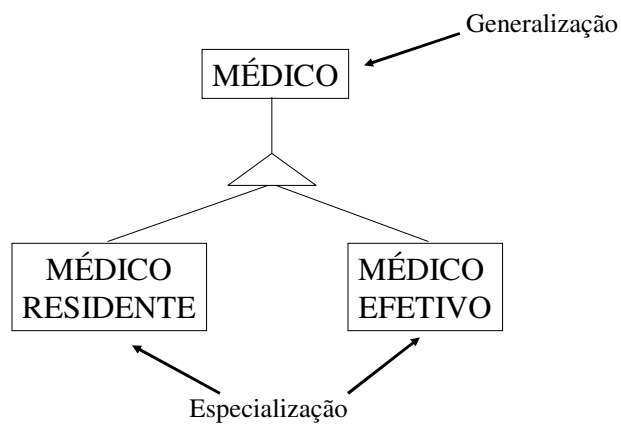 Generalização
MÉDICO
MÉDICO
RESIDENTE
MÉDICO
EFETIVO
Especialização